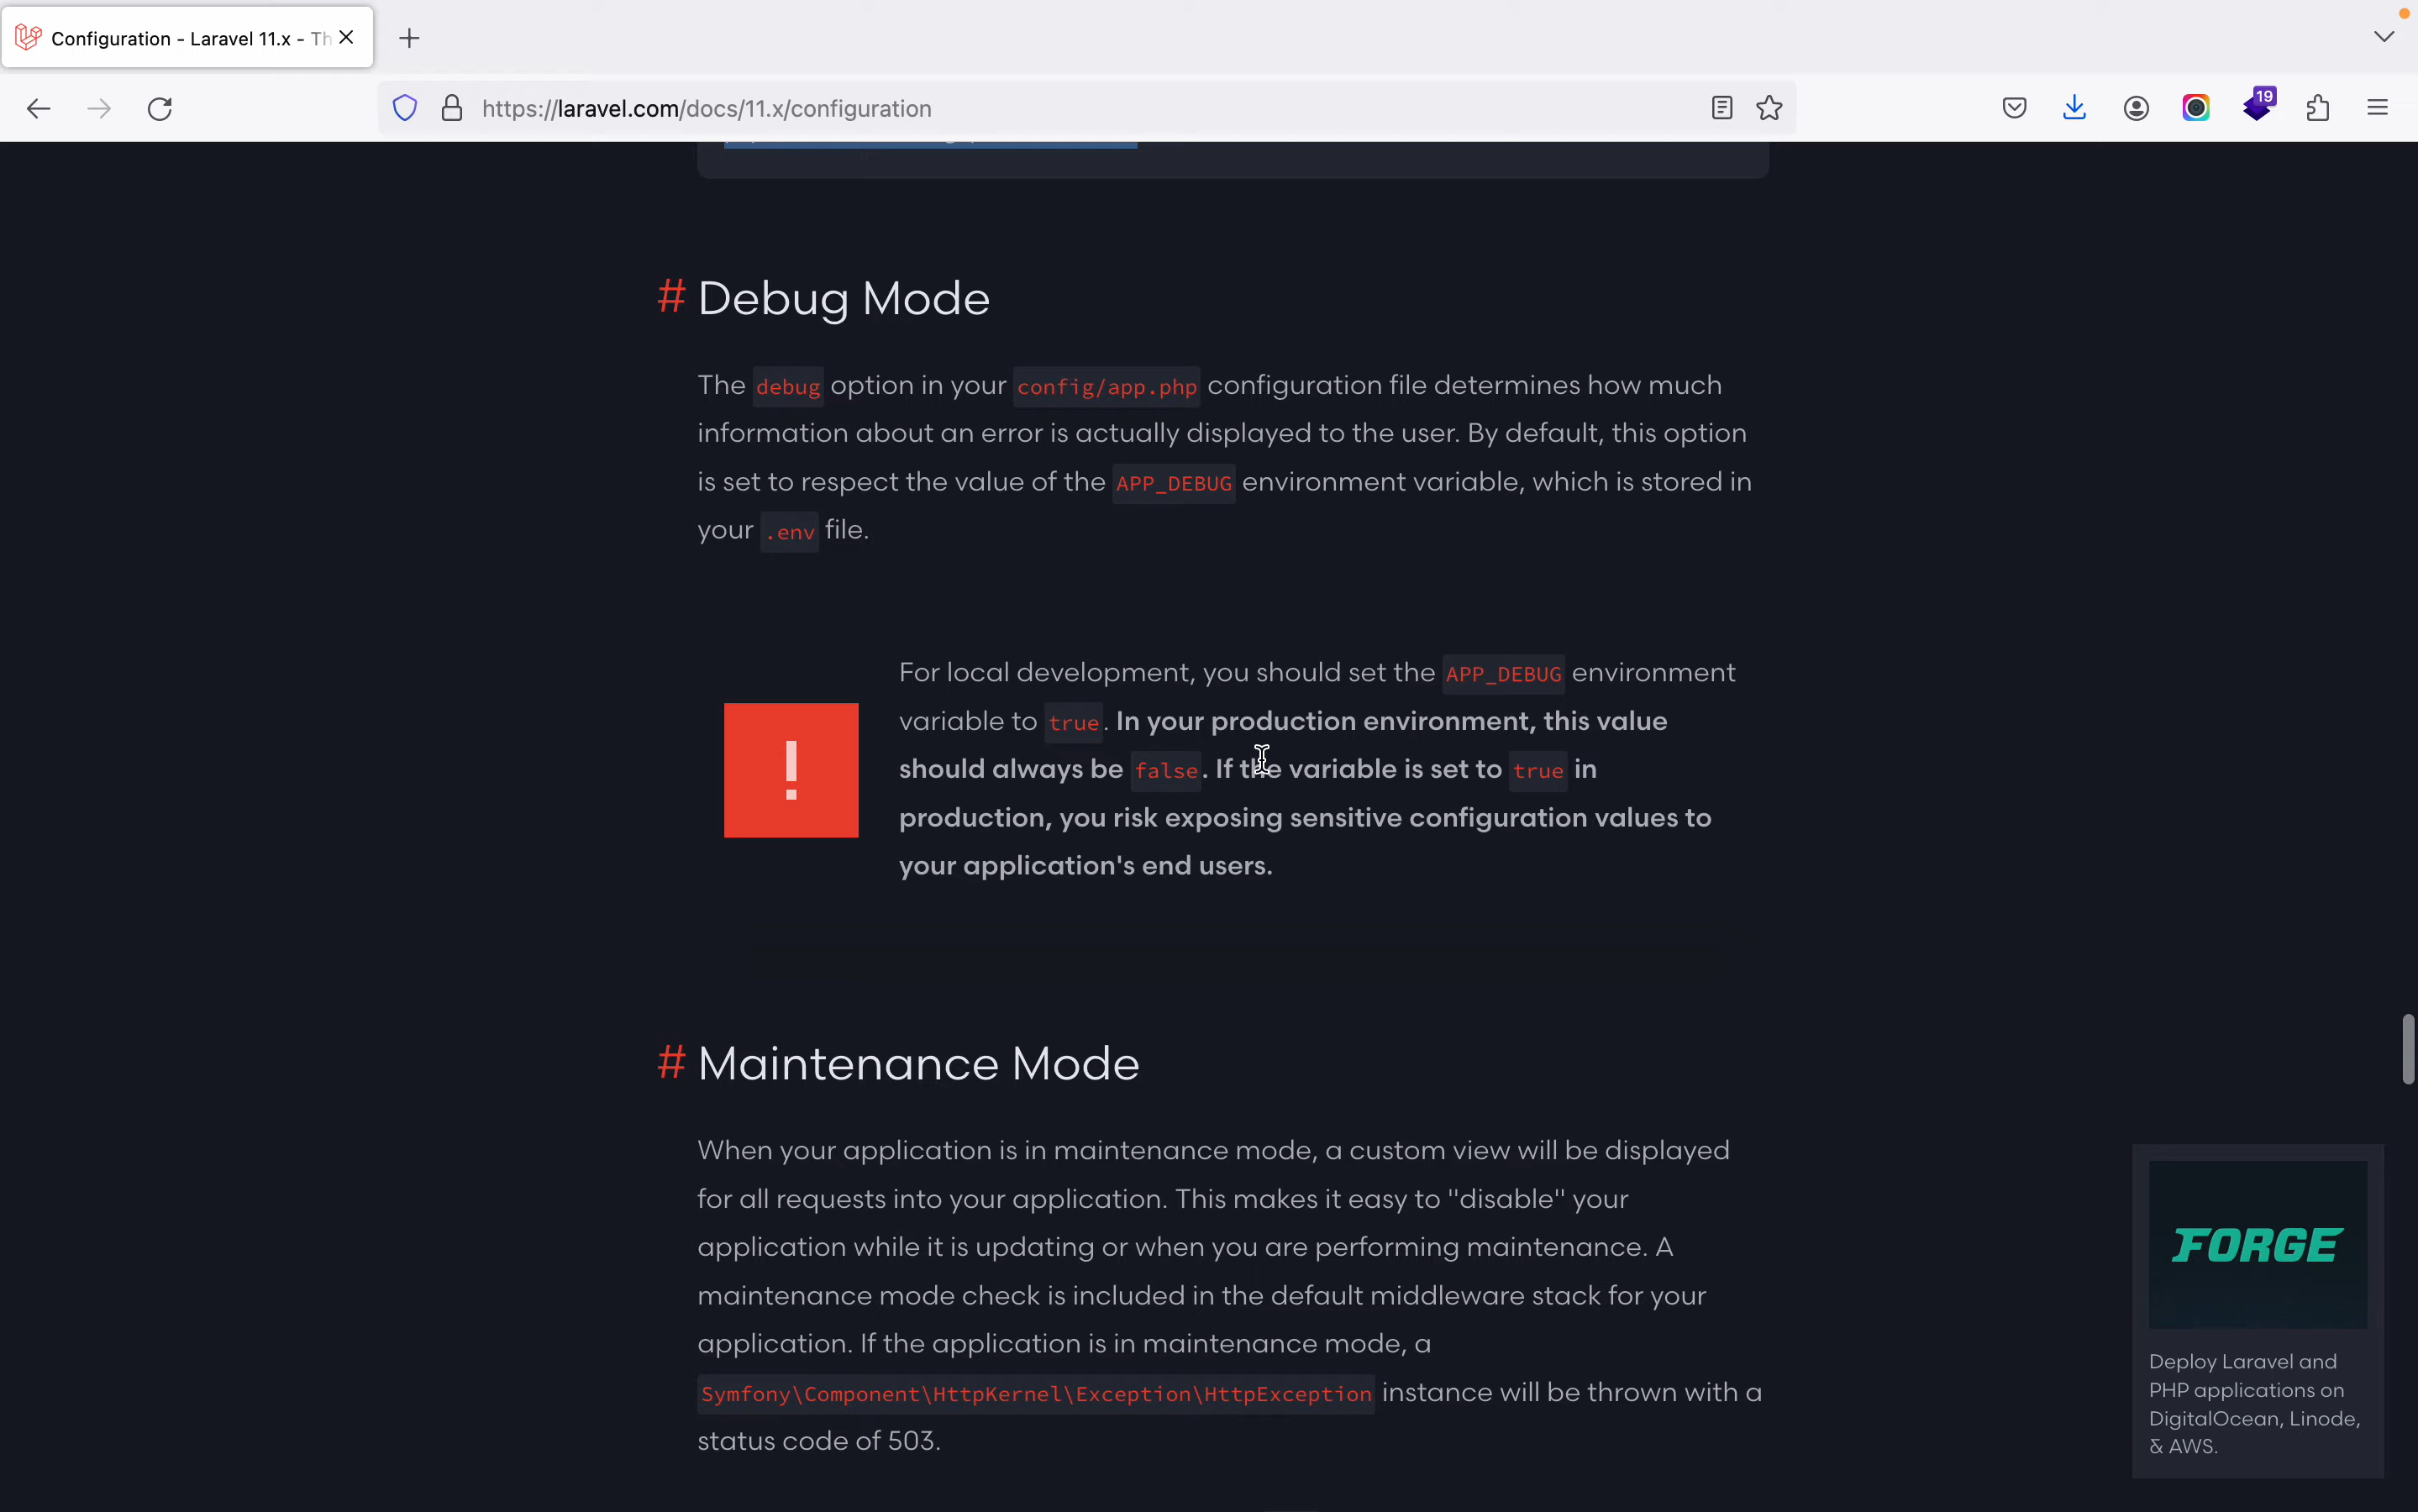 Configuration - Laravel 11.x - Th
https://laravel.com/docs/11.x/configuration
19
# Debug Mode
The debug option in your config/app.php configuration file determines how much
information about an error is actually displayed to the user. By default, this option
is set to respect the value of the APP_DEBUG environment variable, which is stored in
your .env file.
For local development, you should set the APP_DEBUG environment
variable to true. In your production environment, this value
should always be false. If the variable is set to true in
production, you risk exposing sensitive configuration values to
your application's end users.
!
# Maintenance Mode
When your application is in maintenance mode, a custom view will be displayed
for all requests into your application. This makes it easy to "disable" your
application while it is updating or when you are performing maintenance. A
maintenance mode check is included in the default middleware stack for your
application. If the application is in maintenance mode, a
Symfony\Component\HttpKernel\Exception\HttpException instance will be thrown with a
status code of 503.
FORGE
Deploy Laravel and
PHP applications on
DigitalOcean, Linode,
& AWS.